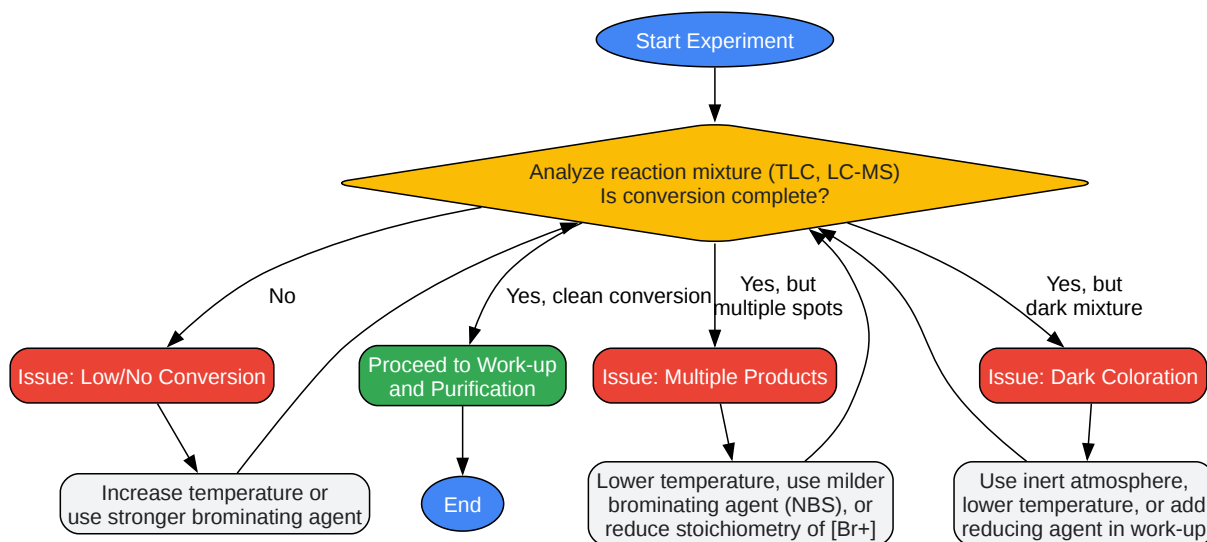 Start Experiment
Analyze reaction mixture (TLC, LC-MS)
Is conversion complete?
No
Yes, clean conversion
Yes, but
multiple spots
Yes, but
dark mixture
Issue: Low/No Conversion
Proceed to Work-up
and Purification
Issue: Multiple Products
Issue: Dark Coloration
Increase temperature or
use stronger brominating agent
End
Lower temperature, use milder
brominating agent (NBS), or
reduce stoichiometry of [Br+]
Use inert atmosphere,
lower temperature, or add
reducing agent in work-up